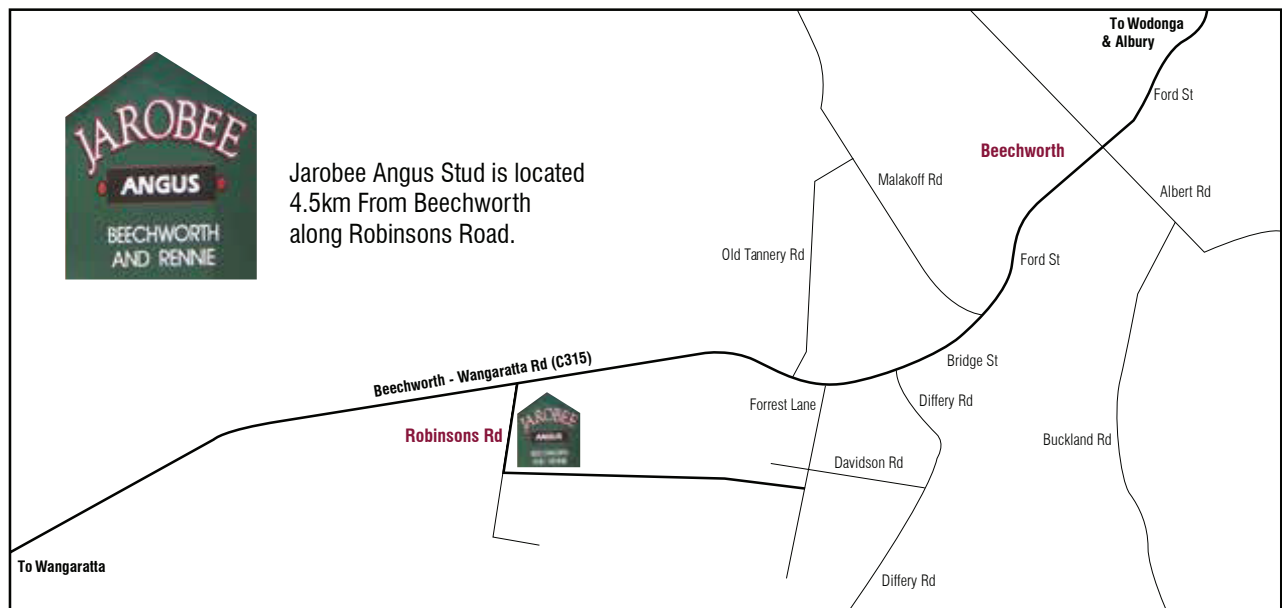 To Wodonga
& Albury
JAROBEE
ANGUS
BEECHWORTH
AND RENNIE
Jarobee Angus Stud is located
4.5km From Beechworth
along Robinsons Road.
Ford St
Beechworth
Malakoff Rd
Albert Rd
Old Tannery Rd
Ford St
Beechworth - Wangaratta Rd (C315)
Bridge St
Forrest Lane
Differy Rd
JAROBEE
ANGUS
Robinsons Rd
Buckland Rd
Davidson Rd
To Wangaratta
Differy Rd